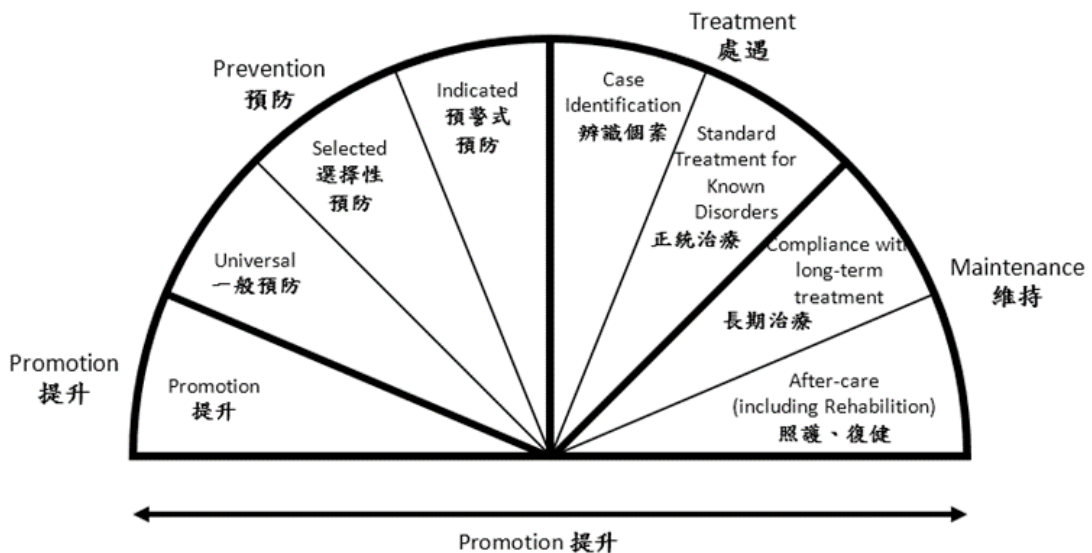 Treatment
處遇
Prevention
預防
Case
Identification
辨識個案
Indicated
預警式
預防
Selected
選擇性
預防
Standard
Treatment for
Known
Disorders
正統治療
Universal
一般預防
Compliance with
long-term
treatment
長期治療
Maintenance
維持
Promotion
提升
Promotion
提升
After-care
(including Rehabilition)
照護、復健
Promotion 提升